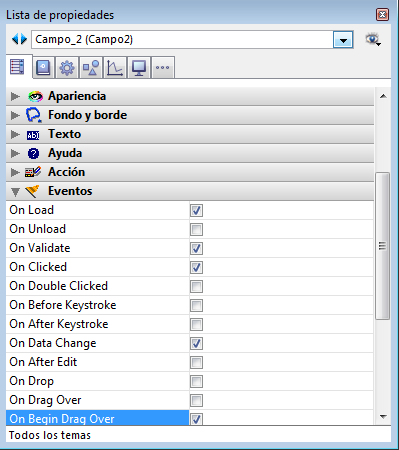 Lista de propiedades
Campo_2 (Campo2)
Apariencia
Fondo y borde
Texto
Ayuda
Acción
Eventos
On Load
On Unload
On Validate
On Clicked
On Double Clicked
On Before Keystroke
On After Keystroke
On Data Change
On After Edit
On Drop
On Drag Over
On Begin Drag Over
Todos los temas